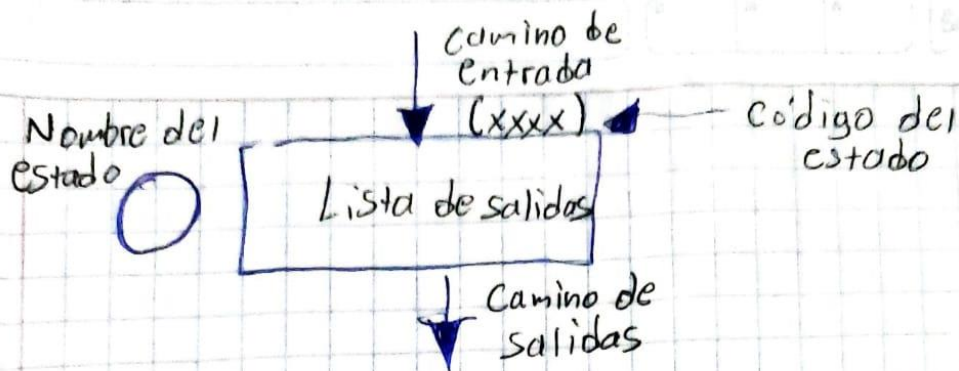 Camino de
entrada
(xxxx)
Código del
estado
Nombre del
estado
Lista de salidas
Camino de
salidas